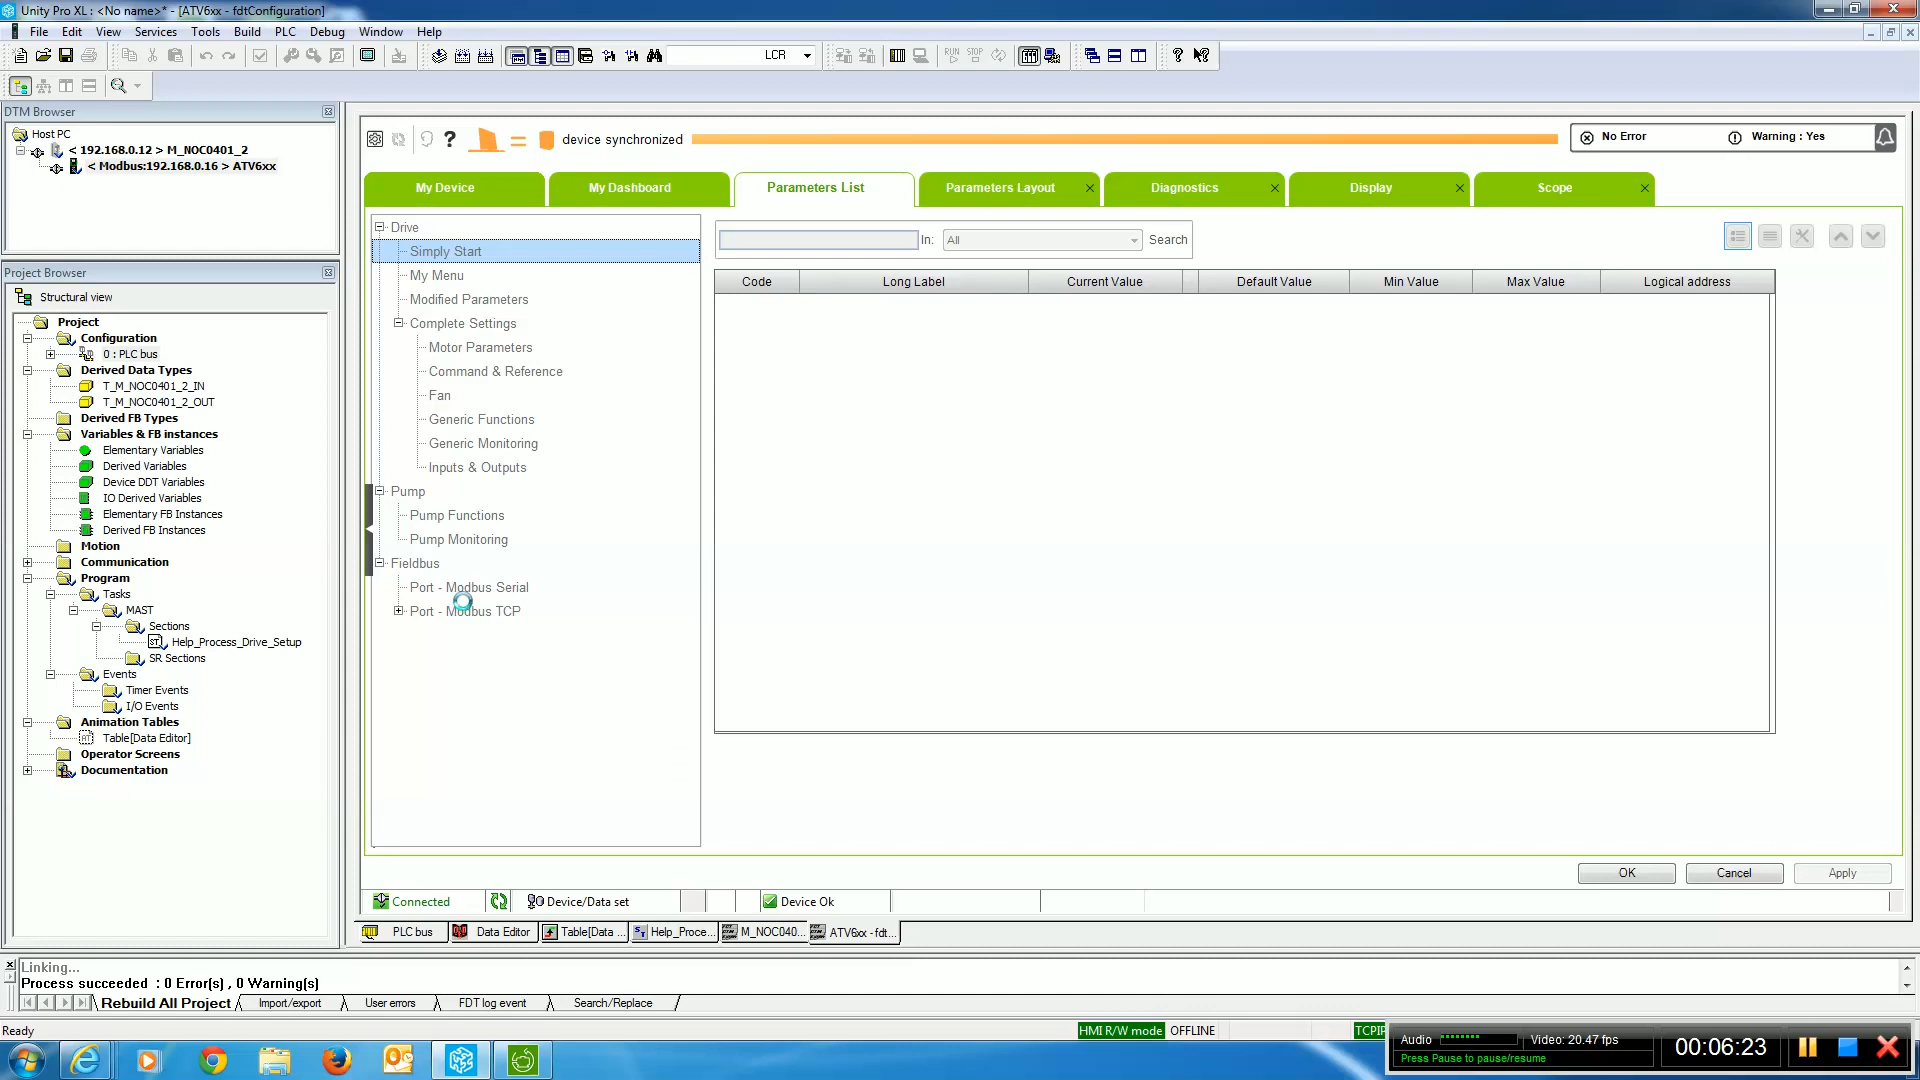 Unity Pro XL : <No name>* - [ATV6xx - fdtConfiguration]
File Edit View Services Tools Build PLC Debug Window Help
LCR
RUN STOP
DTM Browser
Host PC
< 192.168.0.12 > M_NOC0401_2
< Modbus:192.168.0.16 > ATV6xx
Project Browser
Structural view
Project
Configuration
0 : PLC bus
Derived Data Types
T_M_NOC0401_2_IN
T_M_NOC0401_2_OUT
Derived FB Types
Variables & FB instances
Elementary Variables
Derived Variables
Device DDT Variables
IO Derived Variables
Elementary FB Instances
Derived FB Instances
Motion
Communication
Program
Tasks
MAST
Sections
Help_Process_Drive_Setup
SR Sections
Events
Timer Events
I/O Events
Animation Tables
Table[Data Editor]
Operator Screens
Documentation
device synchronized
No Error Warning : Yes
My Device My Dashboard Parameters List Parameters Layout Diagnostics Display Scope
Drive
Simply Start
My Menu
Modified Parameters
Complete Settings
Motor Parameters
Command & Reference
Fan
Generic Functions
Generic Monitoring
Inputs & Outputs
Pump
Pump Functions
Pump Monitoring
Fieldbus
Port - Modbus Serial
Port - Modbus TCP
In: All Search
Code Long Label Current Value Default Value Min Value Max Value Logical address
OK Cancel Apply
Connected Device/Data set Device Ok
PLC bus Data Editor Table[Data ... Help_Proce... M_NOC040... ATV6xx - fdt...
Linking...
Process succeeded : 0 Error(s) , 0 Warning(s)
Rebuild All Project Import/export User errors FDT log event Search/Replace
Ready HMI R/W mode OFFLINE TCPIP
Audio Video: 20.47 fps
Press Pause to pause/resume
00:06:23